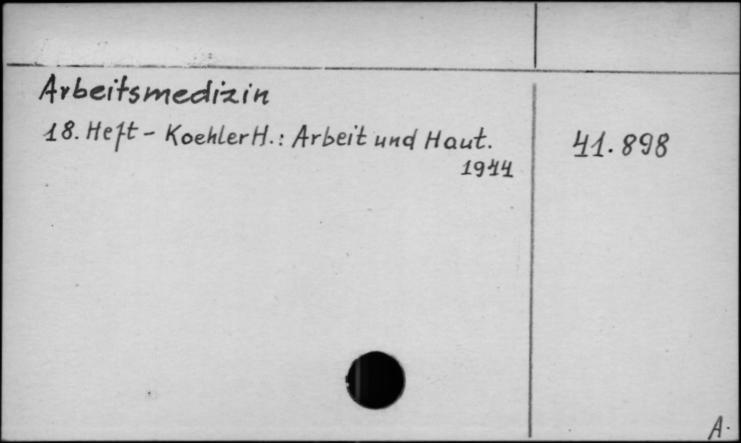 Arbeitsmedizin
18. Heft - Koehler H.: Arbeit und Haut.
1944
41.898
A.